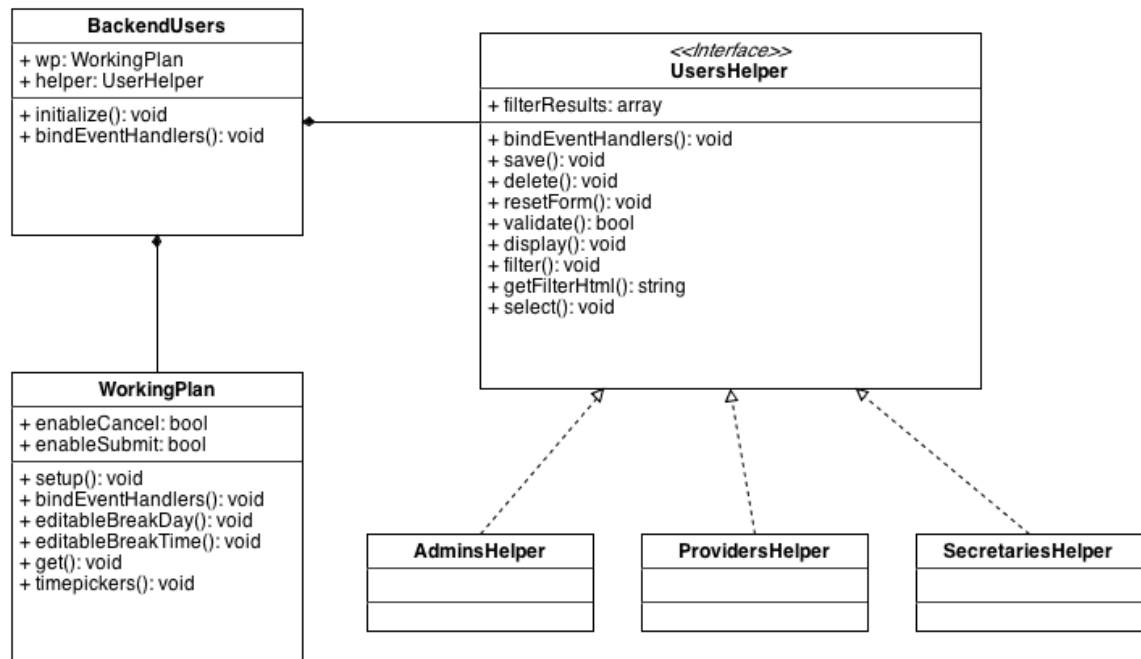 BackendUsers
+ wp: WorkingPlan
+ helper: UserHelper
+ initialize(): void
+ bindEventHandlers(): void
<<Interface>>
UsersHelper
+ filterResults: array
+ bindEventHandlers(): void
+ save(): void
+ delete(): void
+ resetForm(): void
+ validate(): bool
+ display(): void
+ filter(): void
+ getFilterHtml(): string
+ select(): void
WorkingPlan
+ enableCancel: bool
+ enableSubmit: bool
+ setup(): void
+ bindEventHandlers(): void
+ editableBreakDay(): void
+ editableBreakTime(): void
+ get(): void
+ timepickers(): void
AdminsHelper
ProvidersHelper
SecretariesHelper